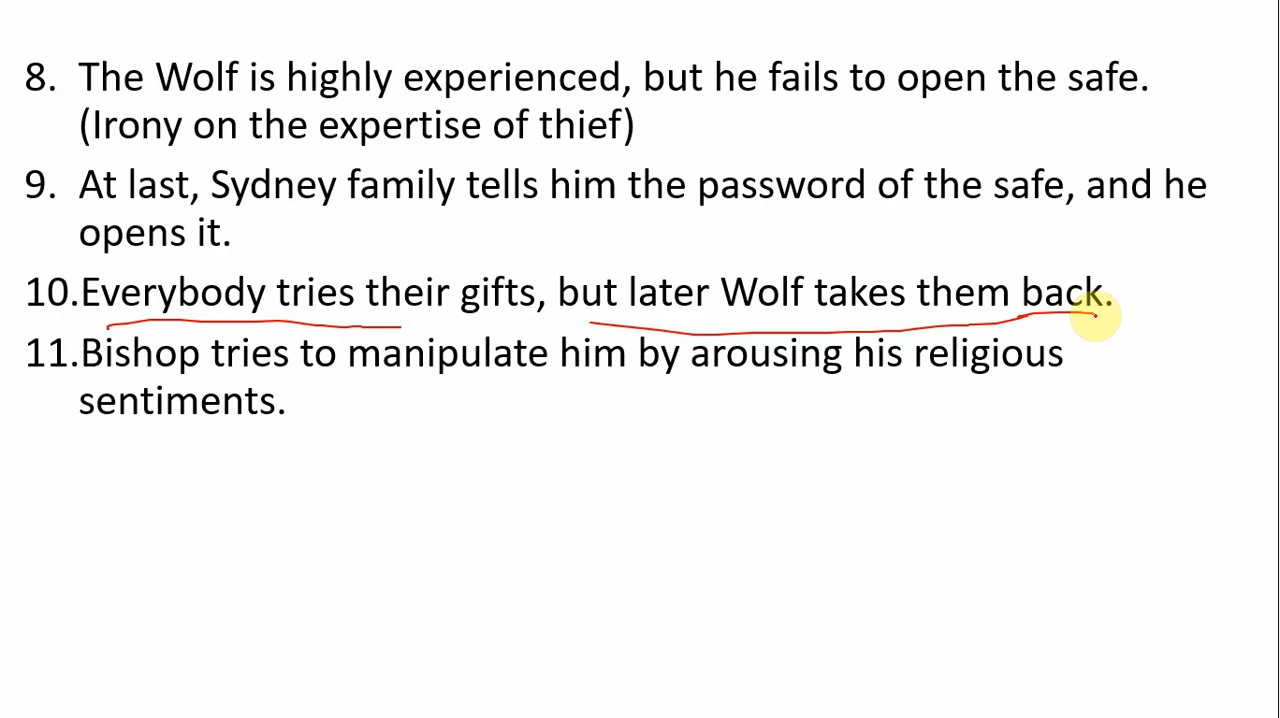 8. The Wolf is highly experienced, but he fails to open the safe.
(Irony on the expertise of thief)
9. At last, Sydney family tells him the password of the safe, and he
opens it.
10.Everybody tries their gifts, but later Wolf takes them back.
11.Bishop tries to manipulate him by arousing his religious
sentiments.